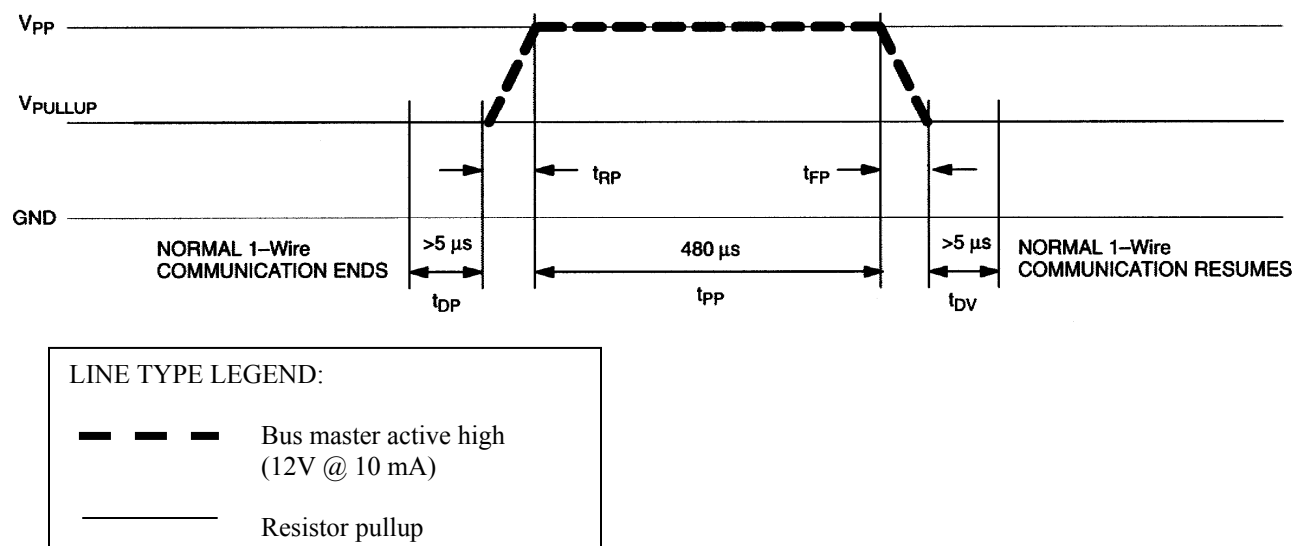 VPP
VPULLUP
tRP
tFP
GND
>5 µs
480 µs
>5 µs
NORMAL 1–Wire
COMMUNICATION ENDS
NORMAL 1–Wire
COMMUNICATION RESUMES
tDP
tPP
tDV
LINE TYPE LEGEND:
Bus master active high
(12V @ 10 mA)
Resistor pullup